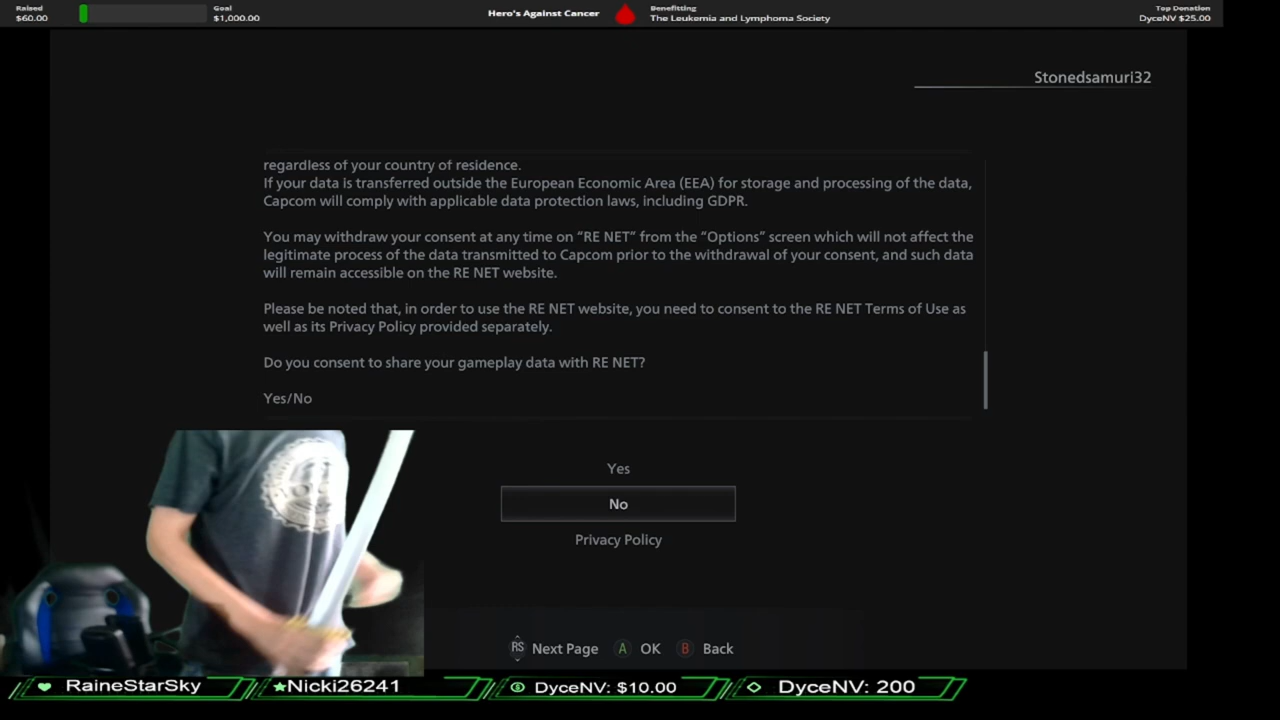 Raised
$60.00
Goal
$1,000.00
Hero's Against Cancer
Benefitting
The Leukemia and Lymphoma Society
Top Donation
DyceNV $25.00
Stonedsamuri32
regardless of your country of residence.
If your data is transferred outside the European Economic Area (EEA) for storage and processing of the data,
Capcom will comply with applicable data protection laws, including GDPR.
You may withdraw your consent at any time on “RE NET” from the “Options” screen which will not affect the
legitimate process of the data transmitted to Capcom prior to the withdrawal of your consent, and such data
will remain accessible on the RE NET website.
Please be noted that, in order to use the RE NET website, you need to consent to the RE NET Terms of Use as
well as its Privacy Policy provided separately.
Do you consent to share your gameplay data with RE NET?
Yes/No
Yes
No
Privacy Policy
RS Next Page A OK B Back
RaineStarSky
Nicki26241
DyceNV: $10.00
DyceNV: 200